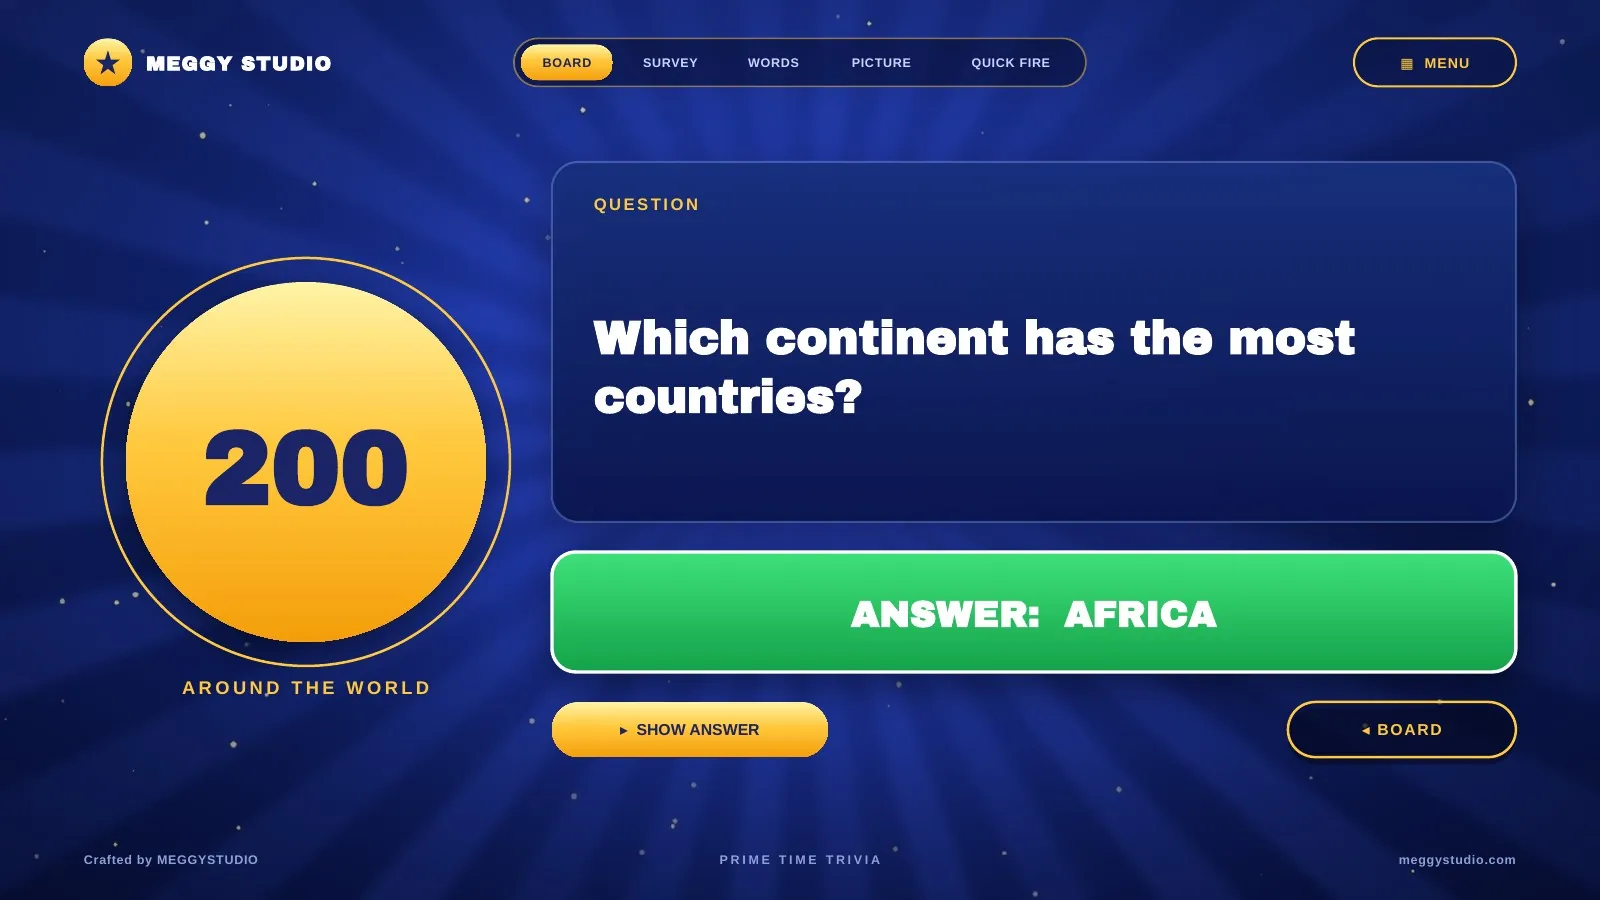 MEGGY STUDIO
BOARD
SURVEY
WORDS
PICTURE
QUICK FIRE
MENU
QUESTION
Which continent has the most
countries?
200
AROUND THE WORLD
ANSWER: AFRICA
SHOW ANSWER
BOARD
Crafted by MEGGYSTUDIO
PRIME TIME TRIVIA
meggystudio.com